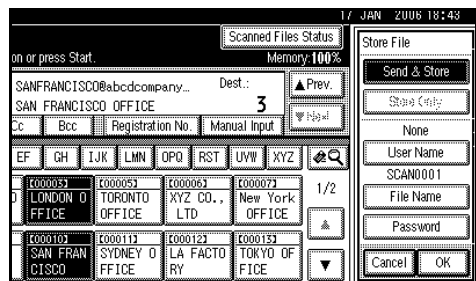 17 JAN 2006 18:43
Scanned Files Status
Store File
on or press Start.
Memory:100%
Send & Store
SANFRANCISCO@abcdcompany...
Dest.:
▲Prev.
SAN FRANCISCO OFFICE
3
▼Next
Store Only
Cc
Bcc
Registration No.
Manual Input
None
EF
GH
IJK
LMN
OPQ
RST
UVW
XYZ
User Name
SCAN0001
[00003]
LONDON O
FFICE
[00005]
TORONTO
OFFICE
[00006]
XYZ CO.,
LTD
[00007]
New York
OFFICE
1/2
File Name
Password
[00010]
SAN FRAN
CISCO
[00011]
SYDNEY O
FFICE
[00012]
LA FACTO
RY
[00013]
TOKYO OF
FICE
Cancel
OK